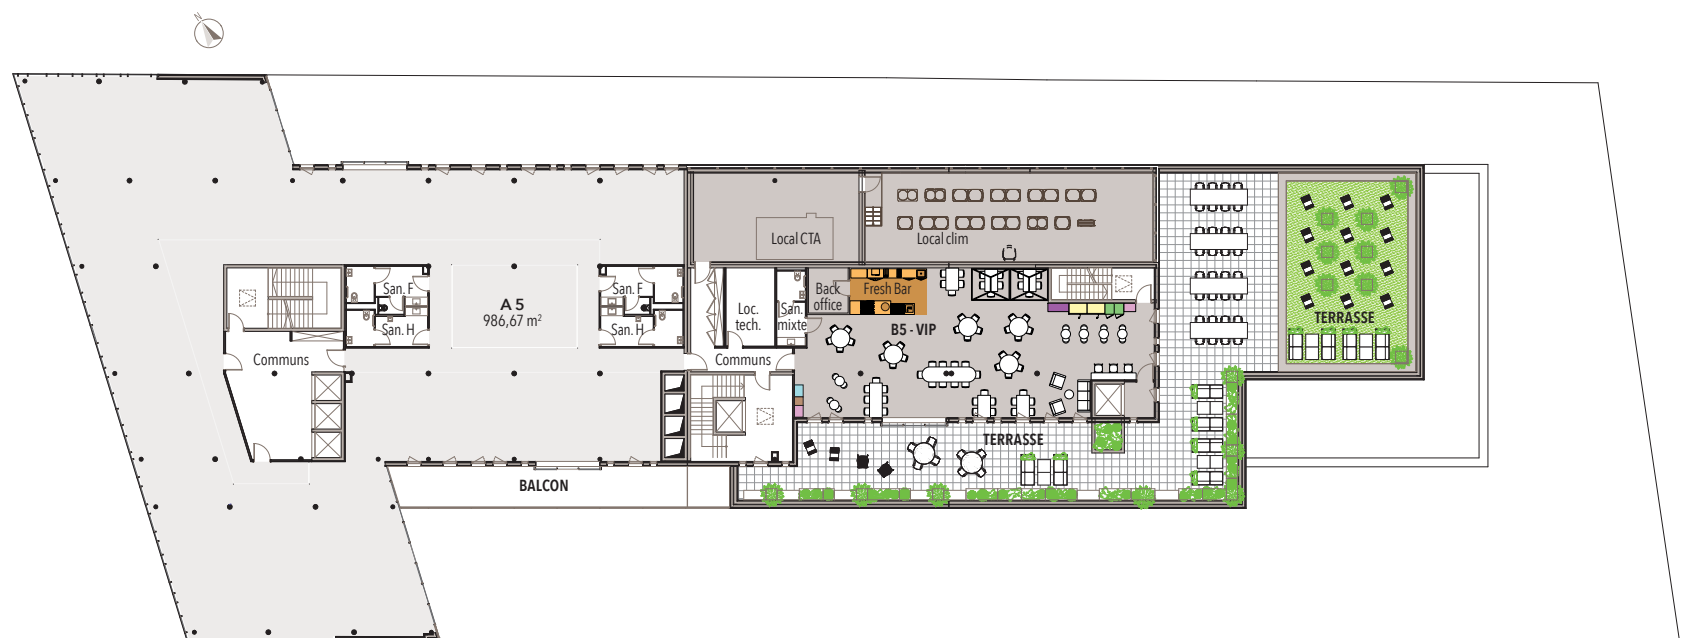 N
Local CTA
Local clim
San. F
San. F
Back
office
Fresh Bar
A 5
986,67 m²
Loc.
tech.
San.
mixte
San. H
San. H
B5 - VIP
TERRASSE
Communs
Communs
TERRASSE
BALCON